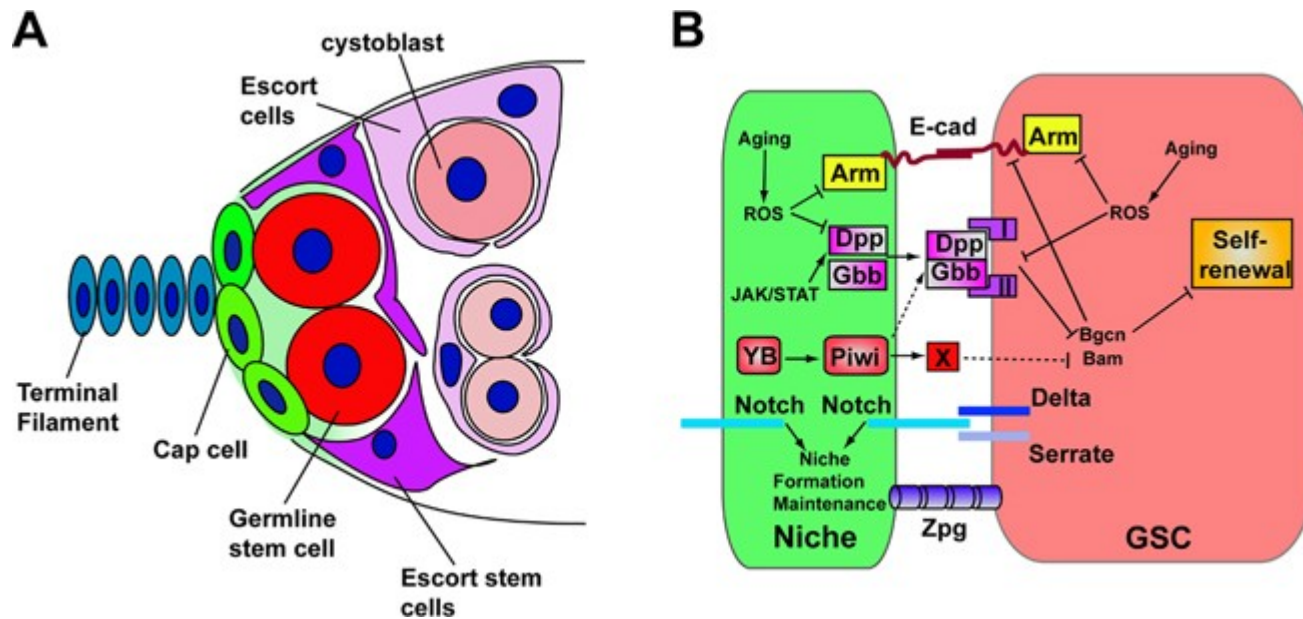 A
cystoblast
Escort
cells
Terminal
Filament
Cap cell
Germline
stem cell
Escort stem
cells
B
E-cad
Aging
Arm
Arm
Aging
ROS
ROS
Dpp
Gbb
Dpp
Gbb
I
II
Self-
renewal
JAK/STAT
YB
Piwi
X
Bgcn
Bam
Notch
Notch
Delta
Serrate
Niche
Formation
Maintenance
Niche
Zpg
GSC